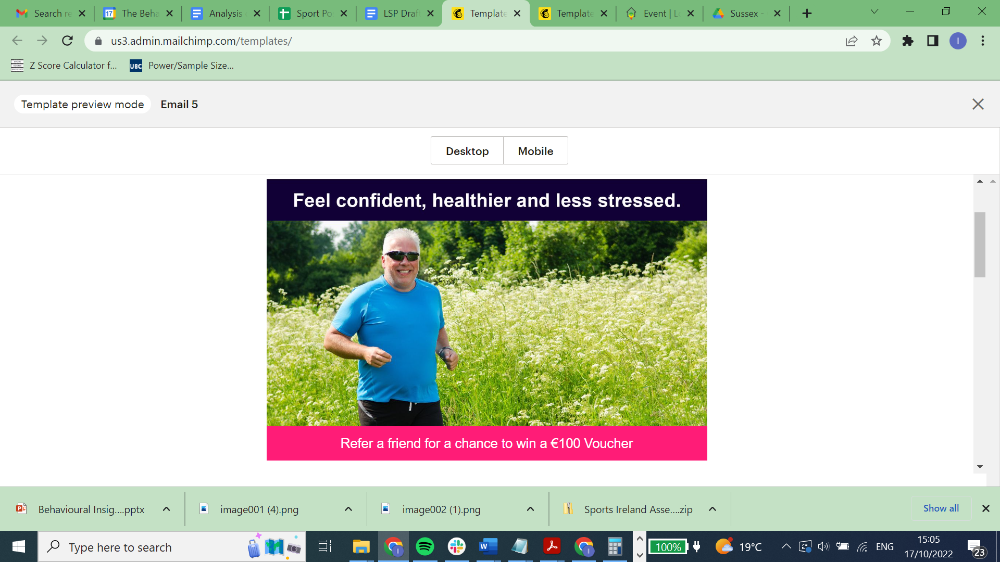 Search re
17
The Beha
Analysis
Sport Po
LSP Draf
Template
Template
Event | L
Sussex -
us3.admin.mailchimp.com/templates/
I
Z Score Calculator f...
UBC
Power/Sample Size...
Template preview mode
Email 5
Desktop
Mobile
Feel confident, healthier and less stressed.
Refer a friend for a chance to win a €100 Voucher
Behavioural Insig....pptx
image001 (4).png
image002 (1).png
Sports Ireland Asse....zip
Show all
Type here to search
100%
19°C
ENG
15:05
17/10/2022
23